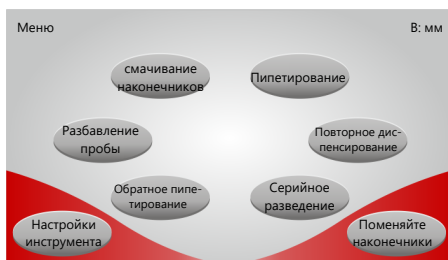 Меню
В: мм
смачивание
наконечников
Пипетирование
Разбавление
пробы
Повторное дис-
пенсирование
Обратное пипе-
тирование
Серийное
разведение
Настройки
инструмента
Поменяйте
наконечники